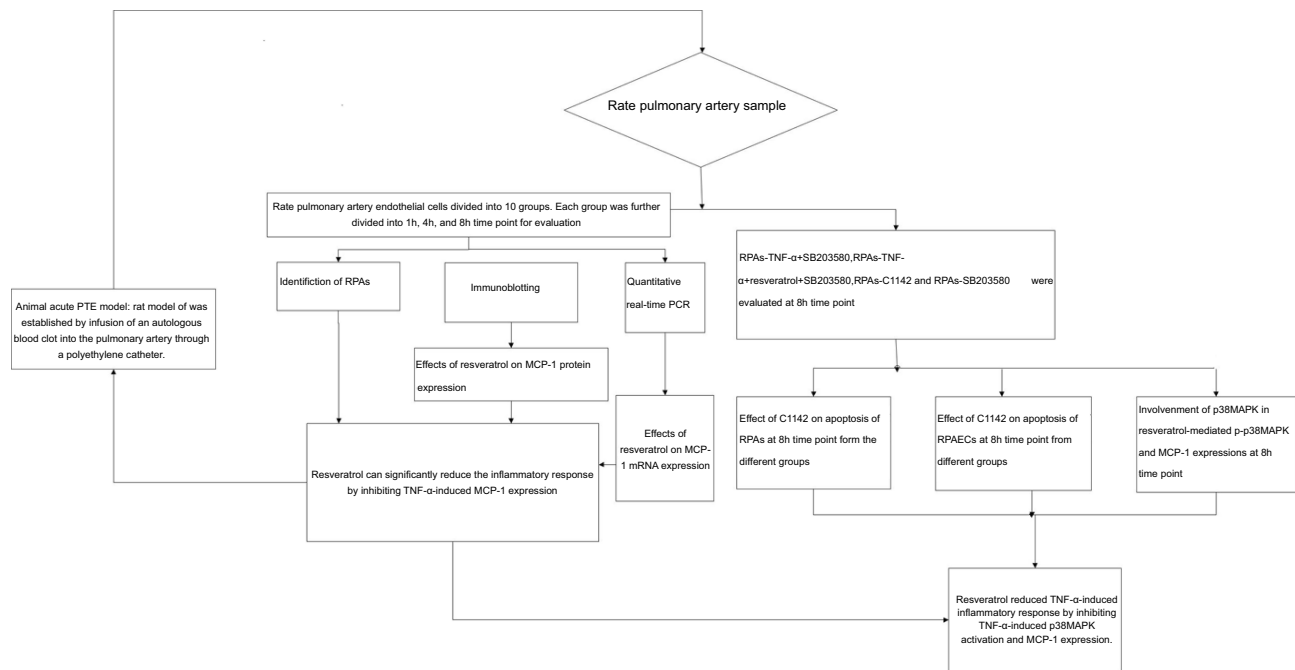 Rate pulmonary artery sample
Rate pulmonary artery endothelial cells divided into 10 groups. Each group was further
divided into 1h, 4h, and 8h time point for evaluation
Identifiction of RPAs
Immunoblotting
Quantitative
real-time PCR
RPAs-TNF-α+SB203580,RPAs-TNF-
α+resveratrol+SB203580,RPAs-C1142 and RPAs-SB203580 were
evaluated at 8h time point
Animal acute PTE model: rat model of was
established by infusion of an autologous
blood clot into the pulmonary artery through
a polyethylene catheter.
Effects of resveratrol on MCP-1 protein
expression
Effects of
resveratrol on MCP-
1 mRNA expression
Effect of C1142 on apoptosis of
RPAs at 8h time point form the
different groups
Effect of C1142 on apoptosis of
RPAECs at 8h time point from
different groups
Involvenment of p38MAPK in
resveratrol-mediated p-p38MAPK
and MCP-1 expressions at 8h
time point
Resveratrol can significantly reduce the inflammatory response
by inhibiting TNF-α-induced MCP-1 expression
Resveratrol reduced TNF-α-induced
inflammatory response by inhibiting
TNF-α-induced p38MAPK
activation and MCP-1 expression.